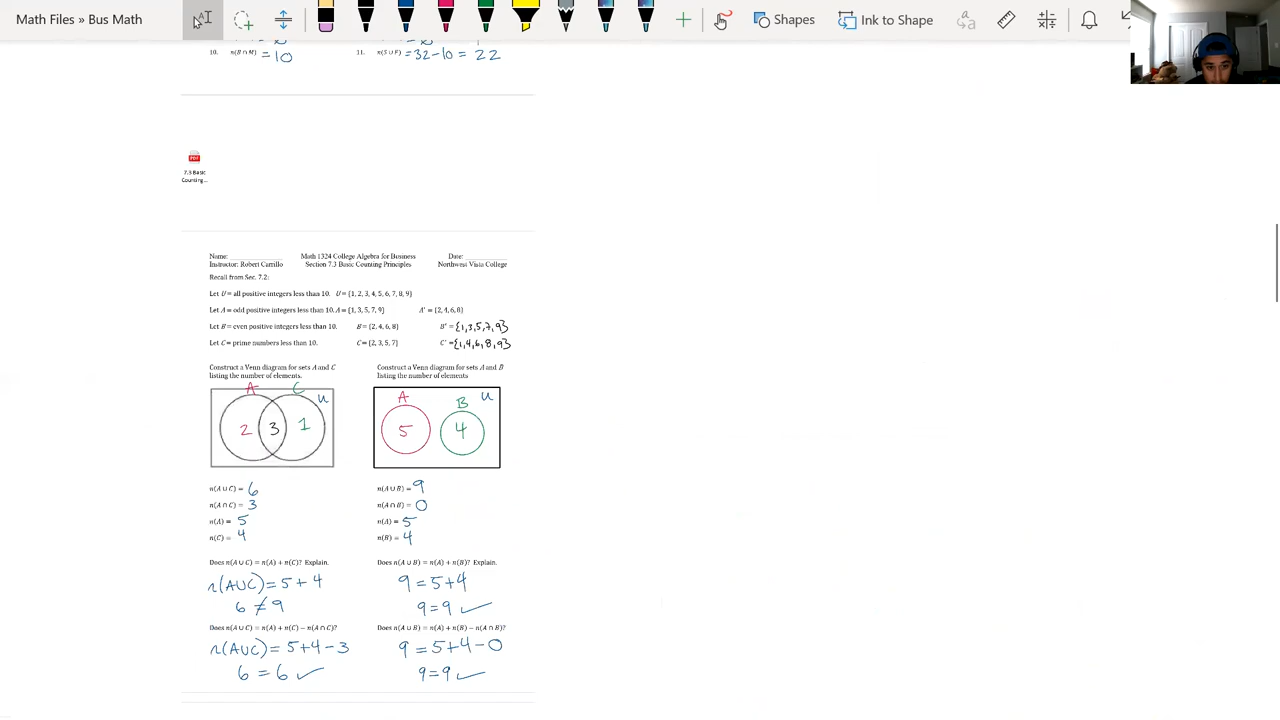 Math Files » Bus Math
Shapes
Ink to Shape
10. n(B ∩ M) = 10
11. n(S ∪ F) = 32-10 = 22
PDF
7.3 Basic
Counting...
Name: ____________ Math 1324 College Algebra for Business Date: __________
Instructor: Robert Carrillo Section 7.3 Basic Counting Principles Northwest Vista College
Recall from Sec. 7.2:
Let U = all positive integers less than 10. U = {1, 2, 3, 4, 5, 6, 7, 8, 9}
Let A = odd positive integers less than 10. A = {1, 3, 5, 7, 9} A' = {2, 4, 6, 8}
Let B = even positive integers less than 10. B = {2, 4, 6, 8} B' = {1,3,5,7,9}
Let C = prime numbers less than 10. C = {2, 3, 5, 7} C' = {1,4,6,8,9}
Construct a Venn diagram for sets A and C
listing the number of elements.
A C U
2 3 1
n(A ∪ C) = 6
n(A ∩ C) = 3
n(A) = 5
n(C) = 4
Does n(A ∪ C) = n(A) + n(C)? Explain.
n(A∪C) = 5+4
6 ≠ 9
Does n(A ∪ C) = n(A) + n(C) − n(A ∩ C)?
n(A∪C) = 5+4-3
6 = 6 ✓
Construct a Venn diagram for sets A and B
listing the number of elements
A B U
5 4
n(A ∪ B) = 9
n(A ∩ B) = 0
n(A) = 5
n(B) = 4
Does n(A ∪ B) = n(A) + n(B)? Explain.
9 = 5+4
9=9 ✓
Does n(A ∪ B) = n(A) + n(B) − n(A ∩ B)?
9 = 5+4-0
9=9 ✓